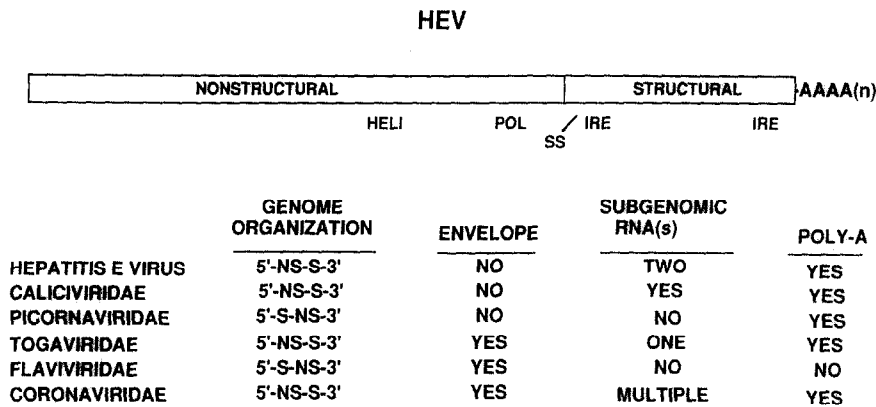 HEV
NONSTRUCTURAL STRUCTURAL AAAA(n)
HELI POL SS IRE IRE
GENOME ORGANIZATION ENVELOPE SUBGENOMIC RNA(s) POLY-A
HEPATITIS E VIRUS 5'-NS-S-3' NO TWO YES
CALICIVIRIDAE 5'-NS-S-3' NO YES YES
PICORNAVIRIDAE 5'-S-NS-3' NO NO YES
TOGAVIRIDAE 5'-NS-S-3' YES ONE YES
FLAVIVIRIDAE 5'-S-NS-3' YES NO NO
CORONAVIRIDAE 5'-NS-S-3' YES MULTIPLE YES